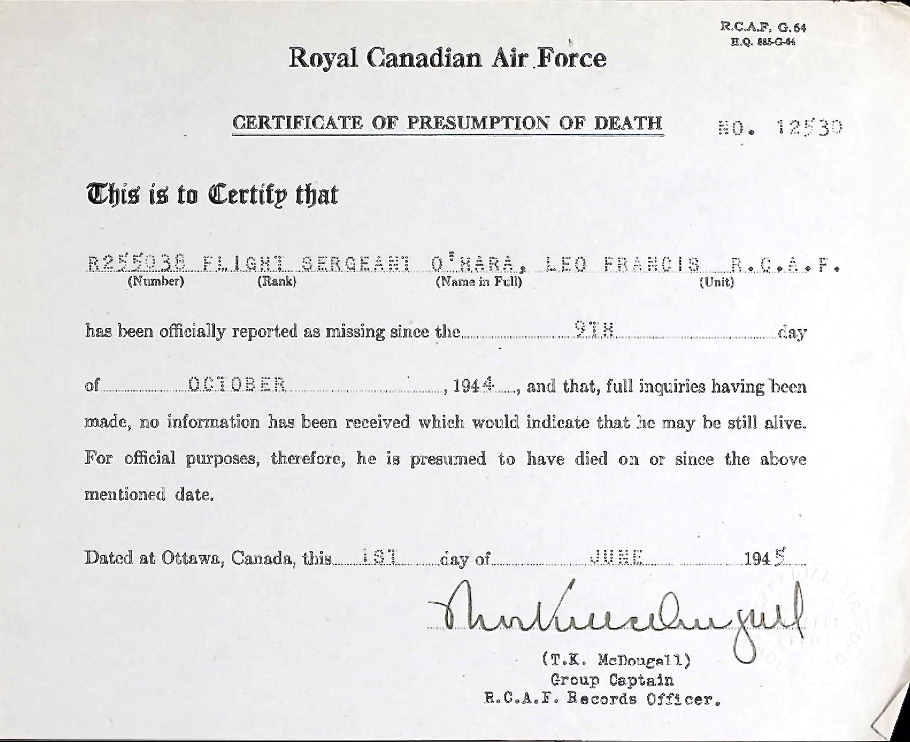 R.C.A.F. G.64
H.Q. 885-G-64
Royal Canadian Air Force
CERTIFICATE OF PRESUMPTION OF DEATH NO. 12530
This is to Certify that
R255038 FLIGHT SERGEANT O'HARA, LEO FRANCIS R.C.A.F.
(Number) (Rank) (Name in Full) (Unit)
has been officially reported as missing since the 9TH day
of OCTOBER, 1944, and that, full inquiries having been
made, no information has been received which would indicate that he may be still alive.
For official purposes, therefore, he is presumed to have died on or since the above
mentioned date.
Dated at Ottawa, Canada, this 1ST day of JUNE 1945
(T.K. McDougall)
Group Captain
R.C.A.F. Records Officer.